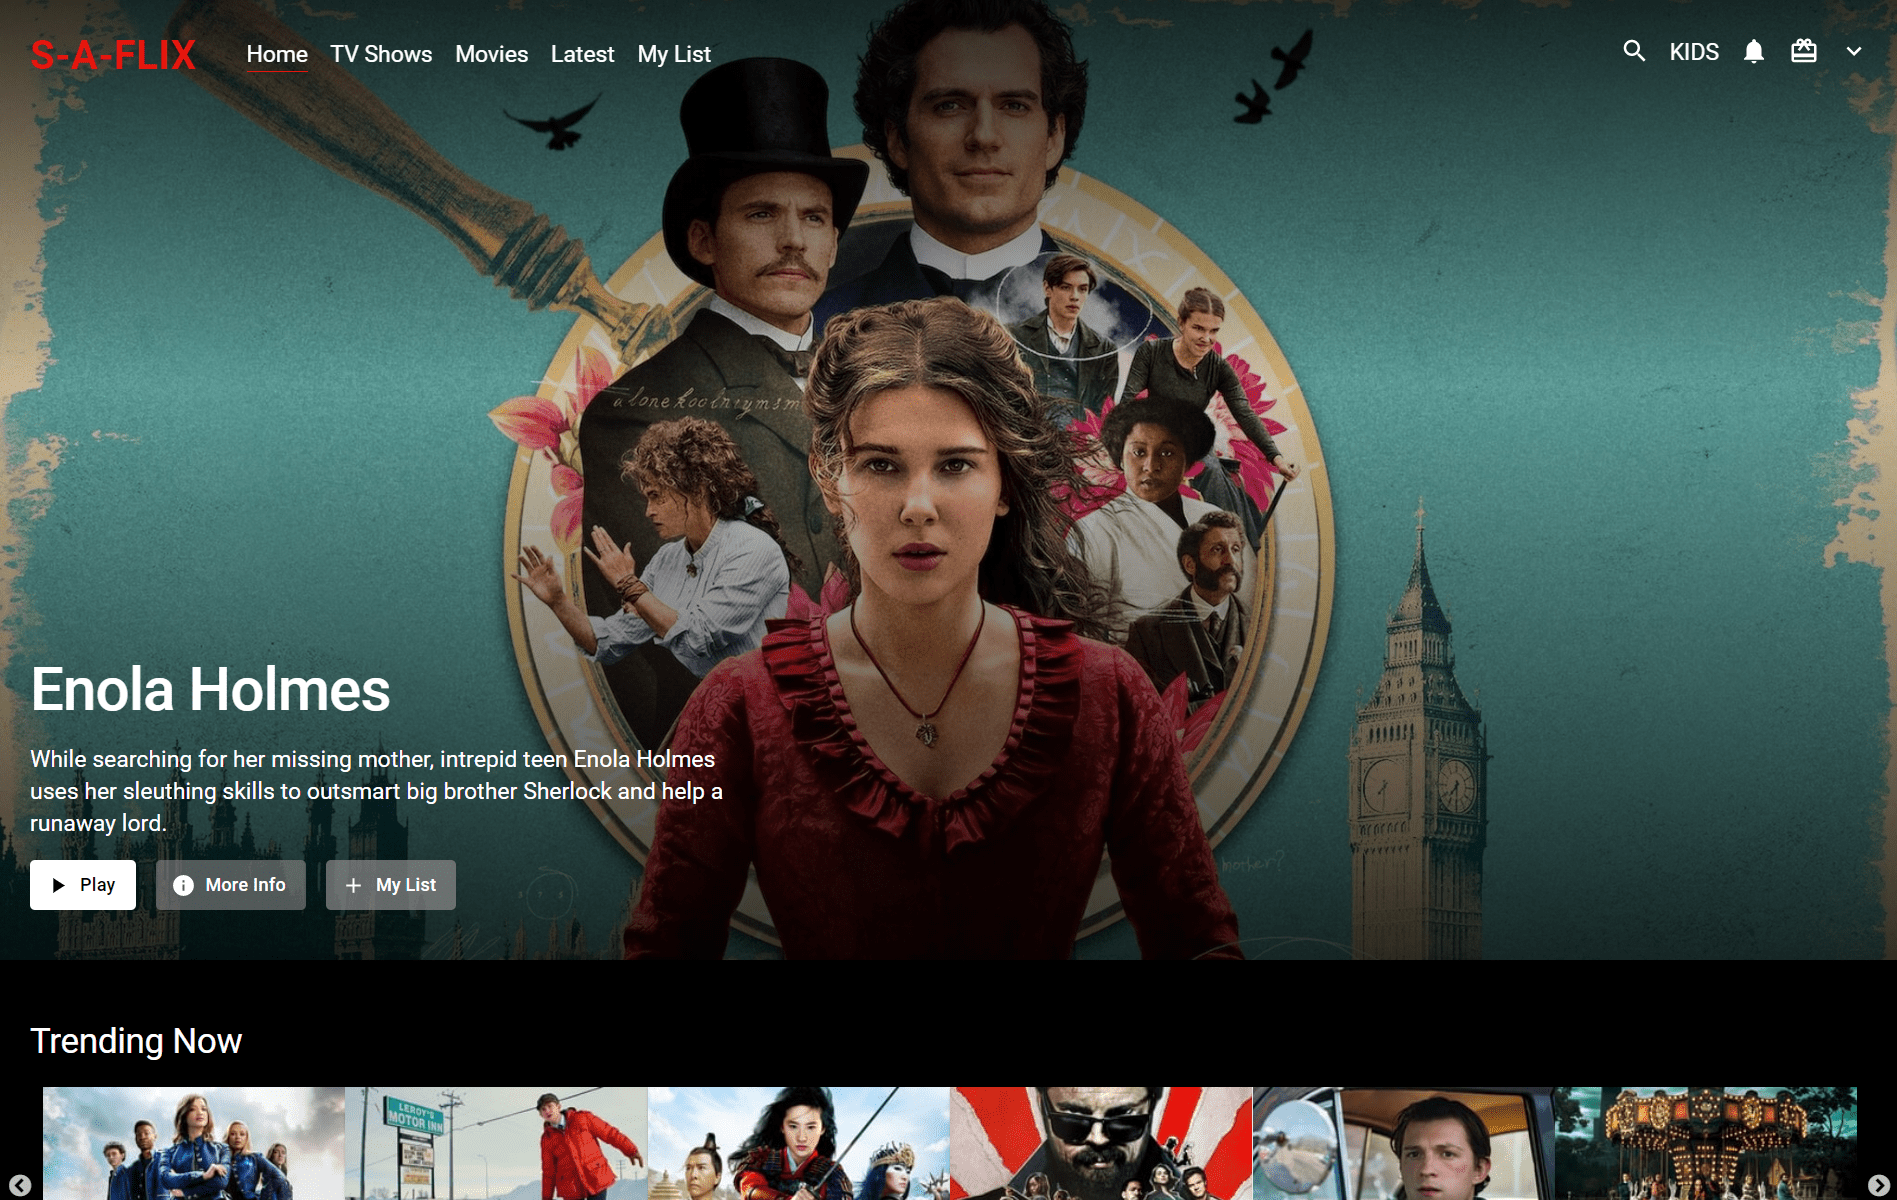 S-A-FLIX
Home TV Shows Movies Latest My List
KIDS
Enola Holmes
While searching for her missing mother, intrepid teen Enola Holmes
uses her sleuthing skills to outsmart big brother Sherlock and help a
runaway lord.
Play
More Info
My List
mother?
Trending Now
LEROY'S
MOTOR INN